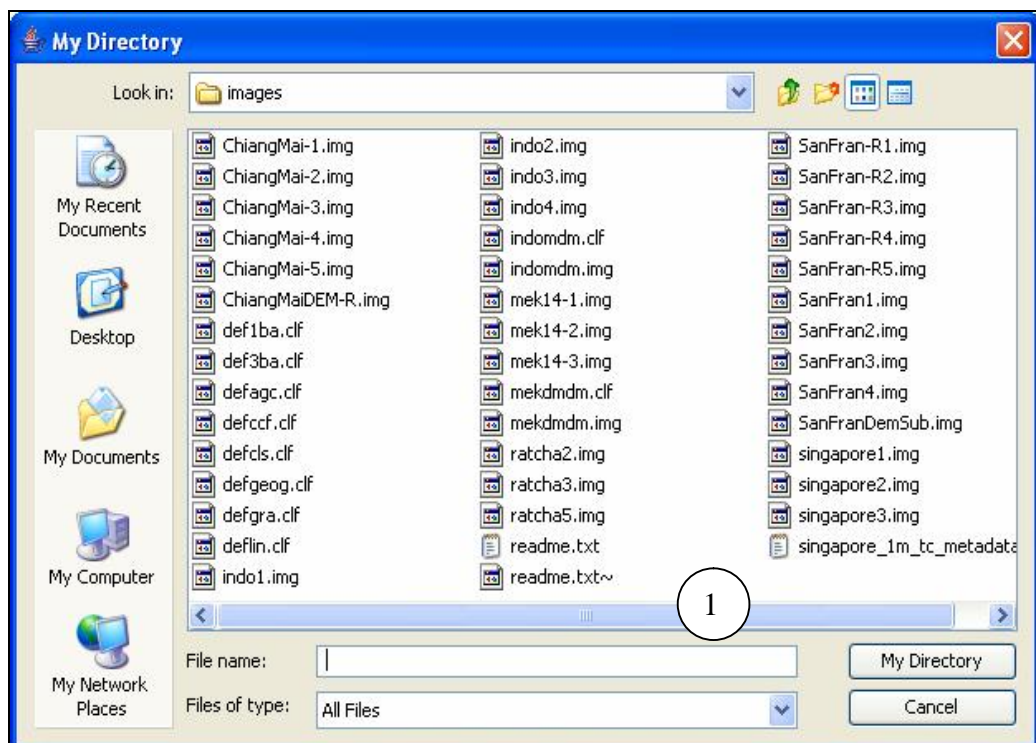 My Directory
Look in:
images
My Recent
Documents
Desktop
My Documents
My Computer
My Network
Places
ChiangMai-1.img
ChiangMai-2.img
ChiangMai-3.img
ChiangMai-4.img
ChiangMai-5.img
ChiangMaiDEM-R.img
def1ba.clf
def3ba.clf
defagc.clf
defccf.clf
defcls.clf
defgeog.clf
defgra.clf
deflin.clf
indo1.img
indo2.img
indo3.img
indo4.img
indomdm.clf
indomdm.img
mek14-1.img
mek14-2.img
mek14-3.img
mekdmdm.clf
mekdmdm.img
ratcha2.img
ratcha3.img
ratcha5.img
readme.txt
readme.txt~
SanFran-R1.img
SanFran-R2.img
SanFran-R3.img
SanFran-R4.img
SanFran-R5.img
SanFran1.img
SanFran2.img
SanFran3.img
SanFran4.img
SanFranDemSub.img
singapore1.img
singapore2.img
singapore3.img
singapore_1m_tc_metadata
1
File name:
My Directory
Files of type:
All Files
Cancel